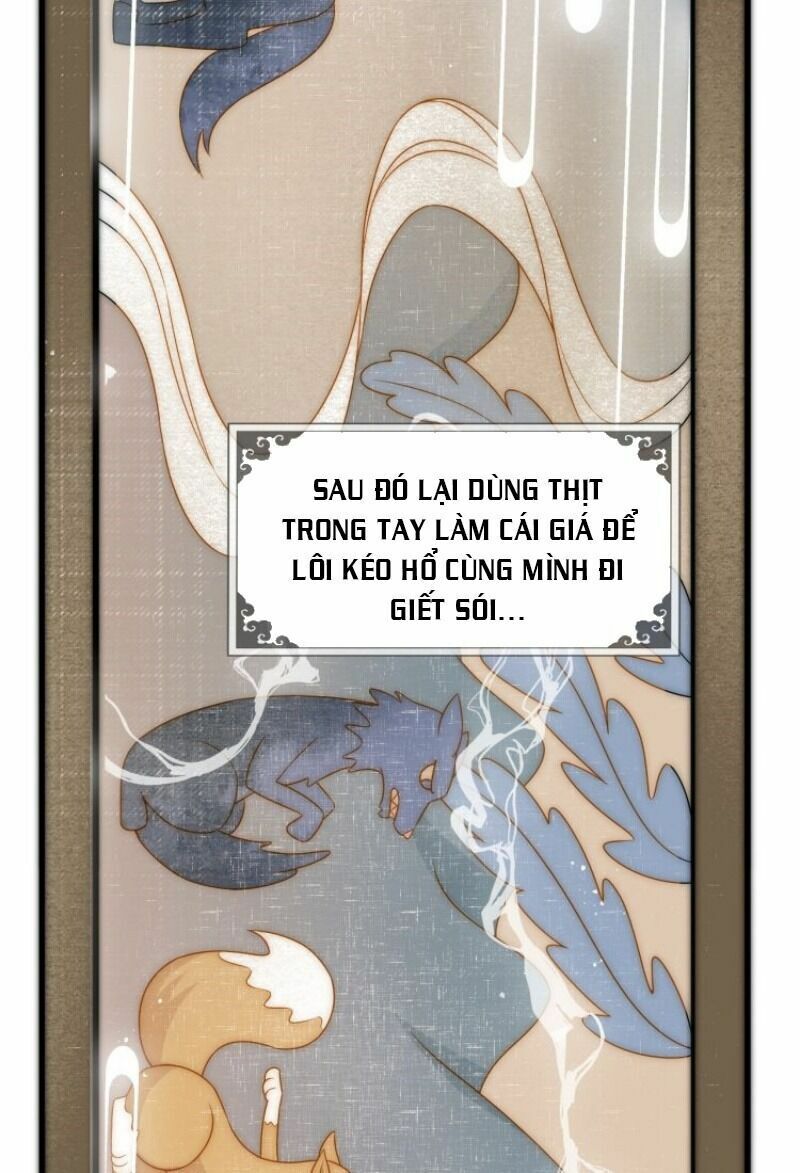 SAU ĐÓ LẠI DÙNG THỊT
TRONG TAY LÀM CÁI GIÁ ĐỂ
LÔI KÉO HỔ CÙNG MÌNH ĐI
GIẾT SÓI...